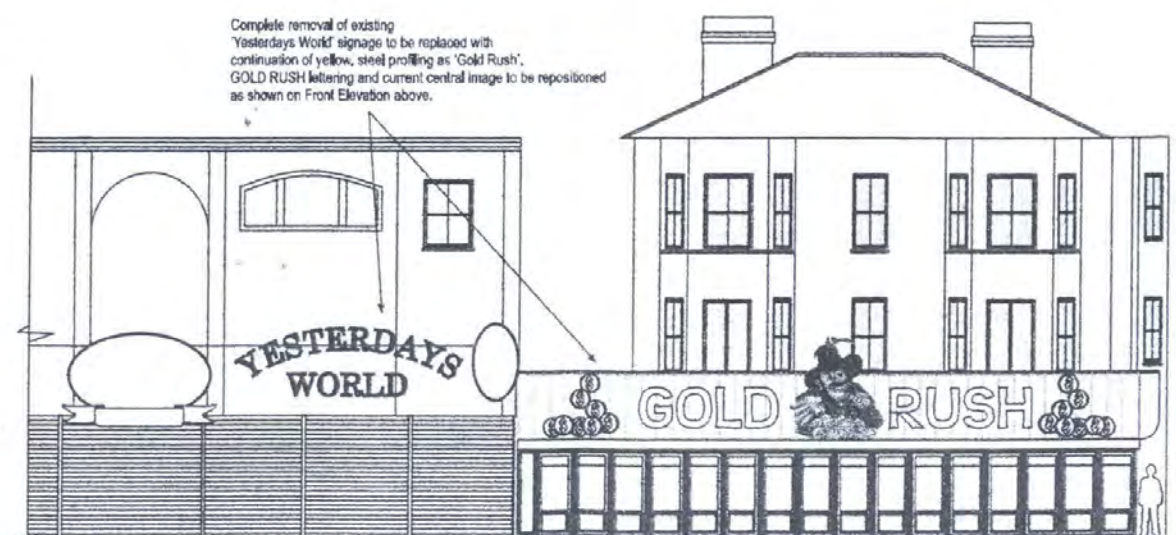 Complete removal of existing
'Yesterdays World' signage to be replaced with
continuation of yellow, steel profiling as 'Gold Rush',
GOLD RUSH lettering and current central image to be repositioned
as shown on Front Elevation above.
YESTERDAYS
WORLD
GOLD RUSH